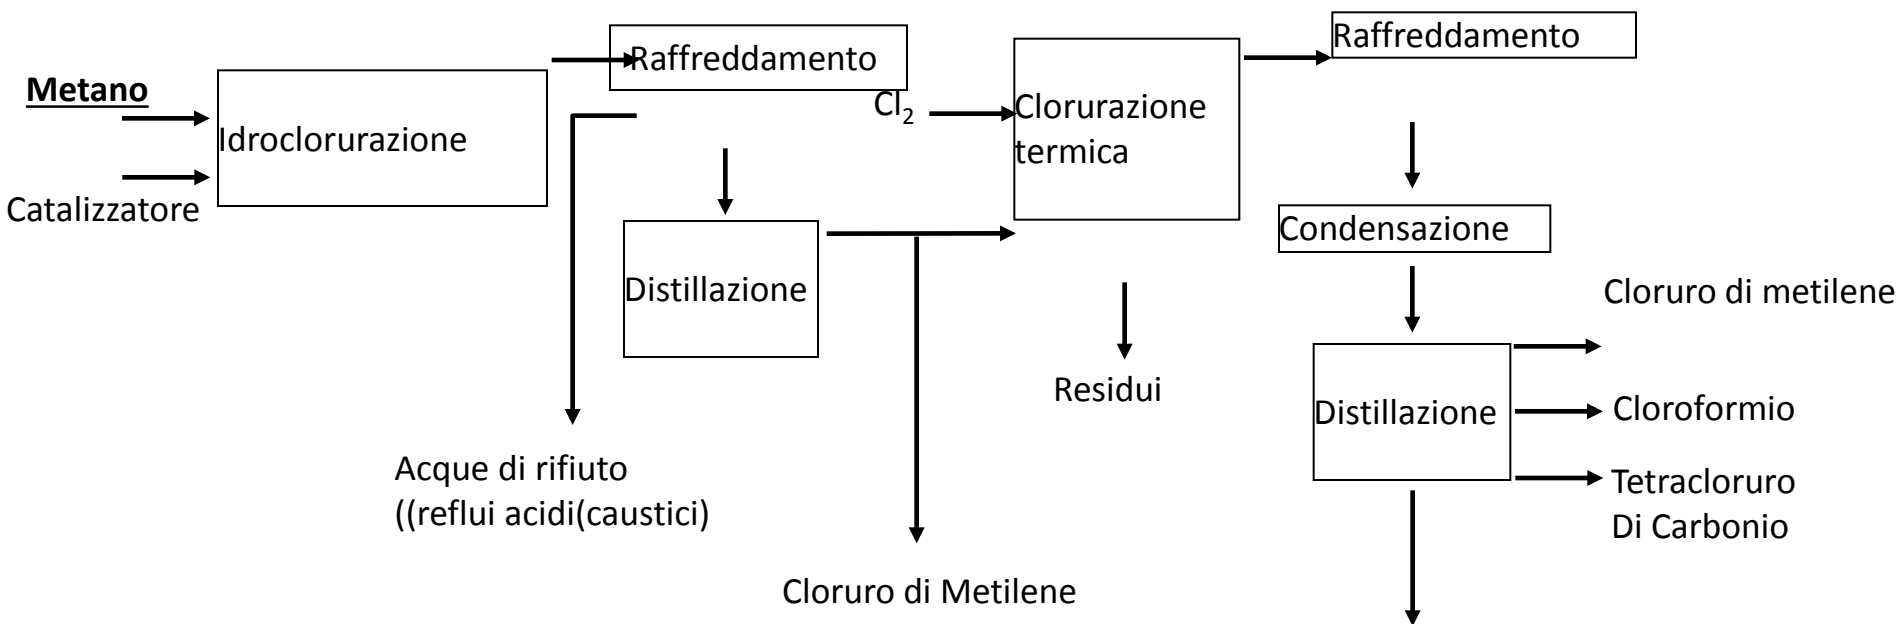 Metano
Catalizzatore
Idroclorurazione
Raffreddamento
Distillazione
Acque di rifiuto
((reflui acidi(caustici)
Cloruro di Metilene
Cl₂
Clorurazione
termica
Residui
Raffreddamento
Condensazione
Distillazione
Cloruro di metilene
Cloroformio
Tetracloruro
Di Carbonio